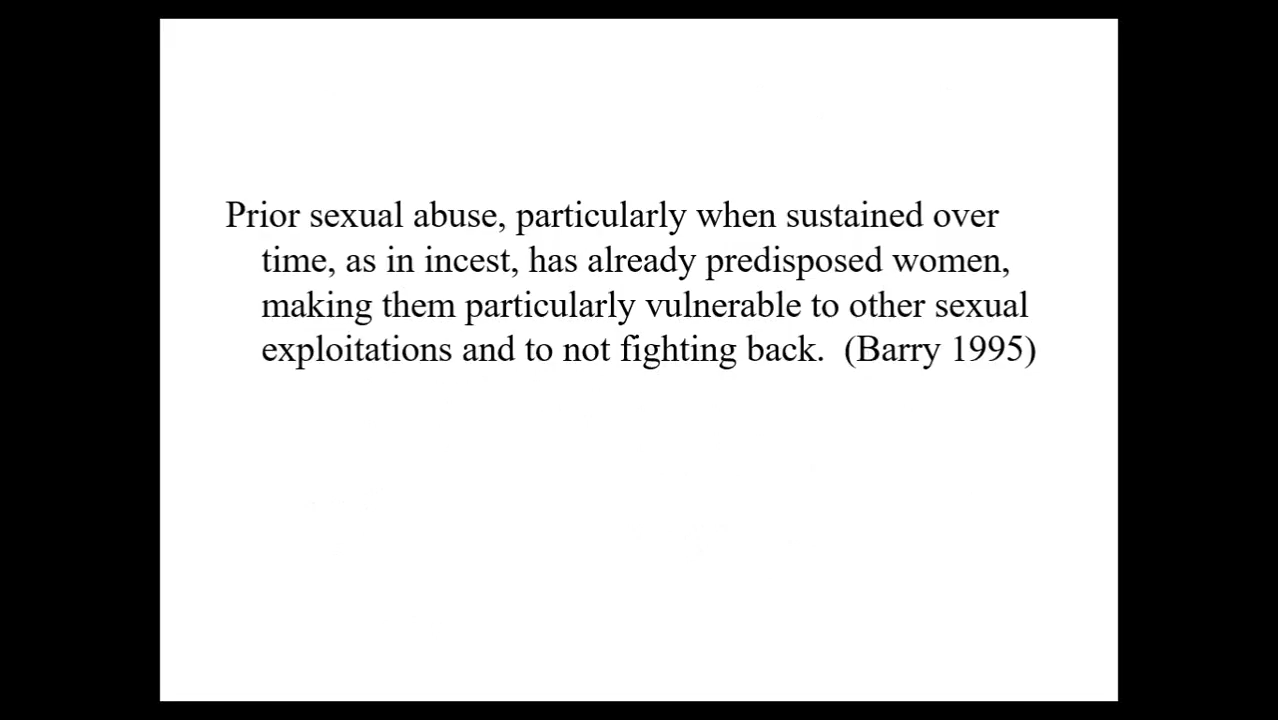 Prior sexual abuse, particularly when sustained over
time, as in incest, has already predisposed women,
making them particularly vulnerable to other sexual
exploitations and to not fighting back.  (Barry 1995)